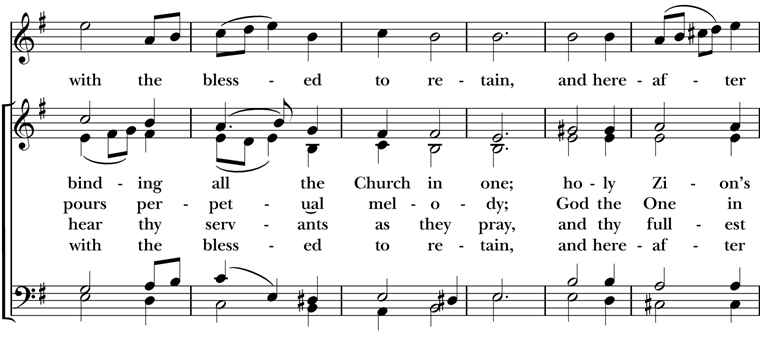 with the bless - ed to re - tain, and here - af - ter
bind - ing all the Church in one; ho - ly Zi - on's
pours per - pet - ual mel - o - dy; God the One in
hear thy serv - ants as they pray, and thy full - est
with the bless - ed to re - tain, and here - af - ter